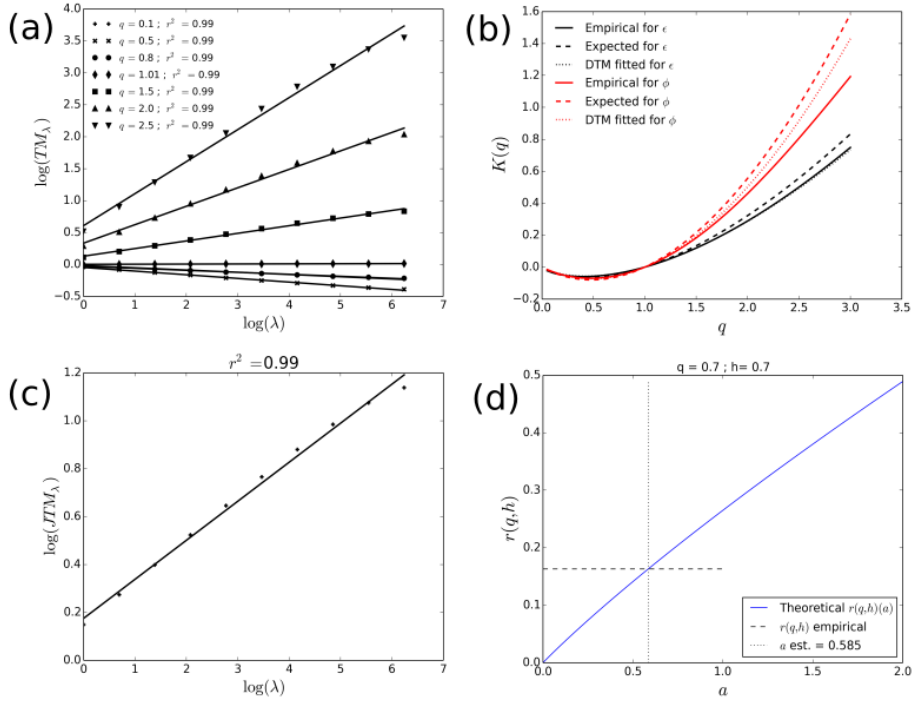 (a)
q = 0.1 ; r² = 0.99
q = 0.5 ; r² = 0.99
q = 0.8 ; r² = 0.99
q = 1.01 ; r² = 0.99
q = 1.5 ; r² = 0.99
q = 2.0 ; r² = 0.99
q = 2.5 ; r² = 0.99
log(TM_λ)
4.0
3.5
3.0
2.5
2.0
1.5
1.0
0.5
0.0
−0.5
0 1 2 3 4 5 6 7
log(λ)
(b)
Empirical for ϵ
Expected for ϵ
DTM fitted for ϵ
Empirical for ϕ
Expected for ϕ
DTM fitted for ϕ
K(q)
1.6
1.4
1.2
1.0
0.8
0.6
0.4
0.2
0.0
−0.2
0.0 0.5 1.0 1.5 2.0 2.5 3.0 3.5
q
(c)
r² =0.99
log(JTM_λ)
1.2
1.0
0.8
0.6
0.4
0.2
0.0
0 1 2 3 4 5 6 7
log(λ)
(d)
q = 0.7 ; h= 0.7
r(q,h)
0.5
0.4
0.3
0.2
0.1
0.0
Theoretical r(q,h)(a)
r(q,h) empirical
a est. = 0.585
0.0 0.5 1.0 1.5 2.0
a